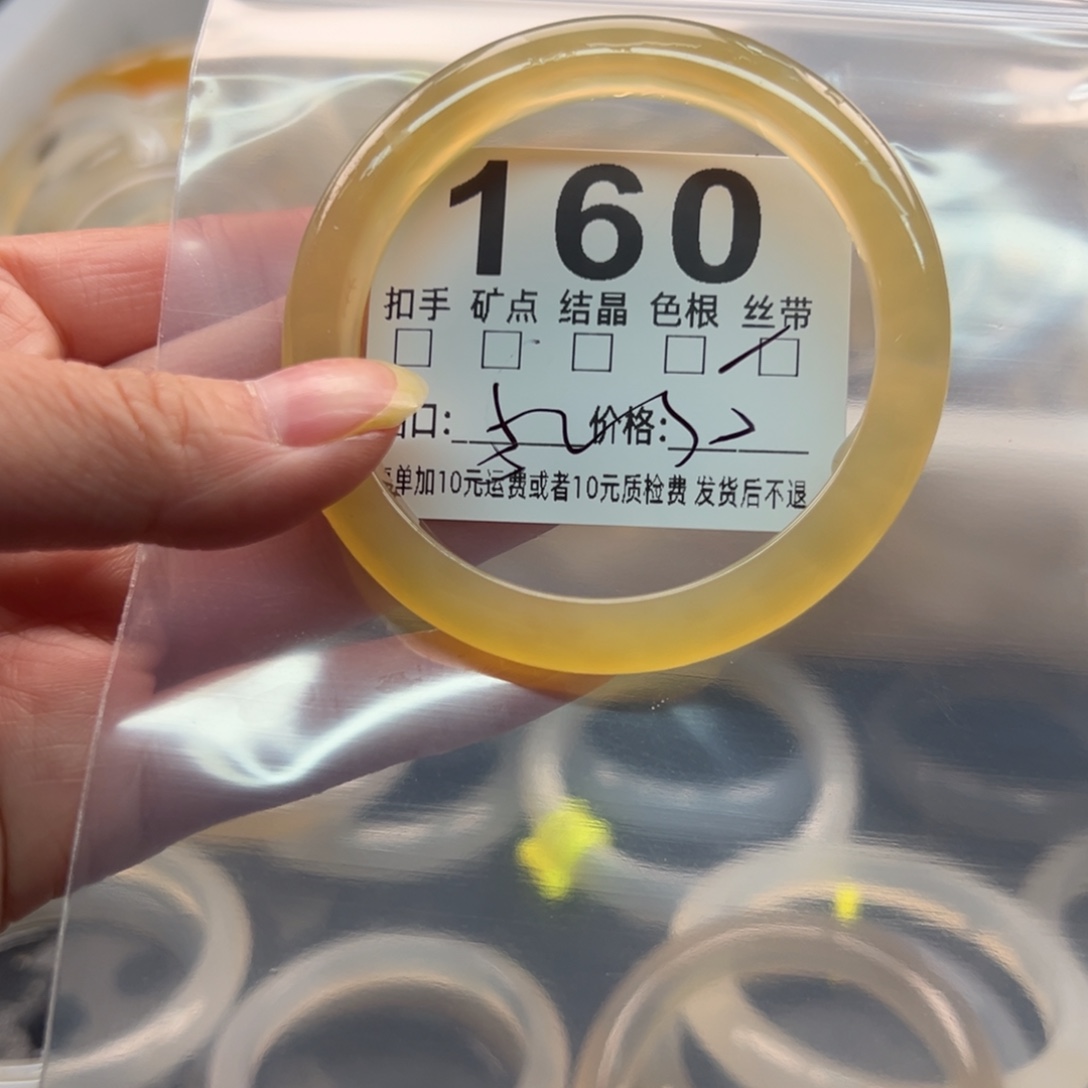 160
扣手 矿点 结晶 色根 丝带
口: 价格:
单加10元运费或者10元质检费 发货后不退